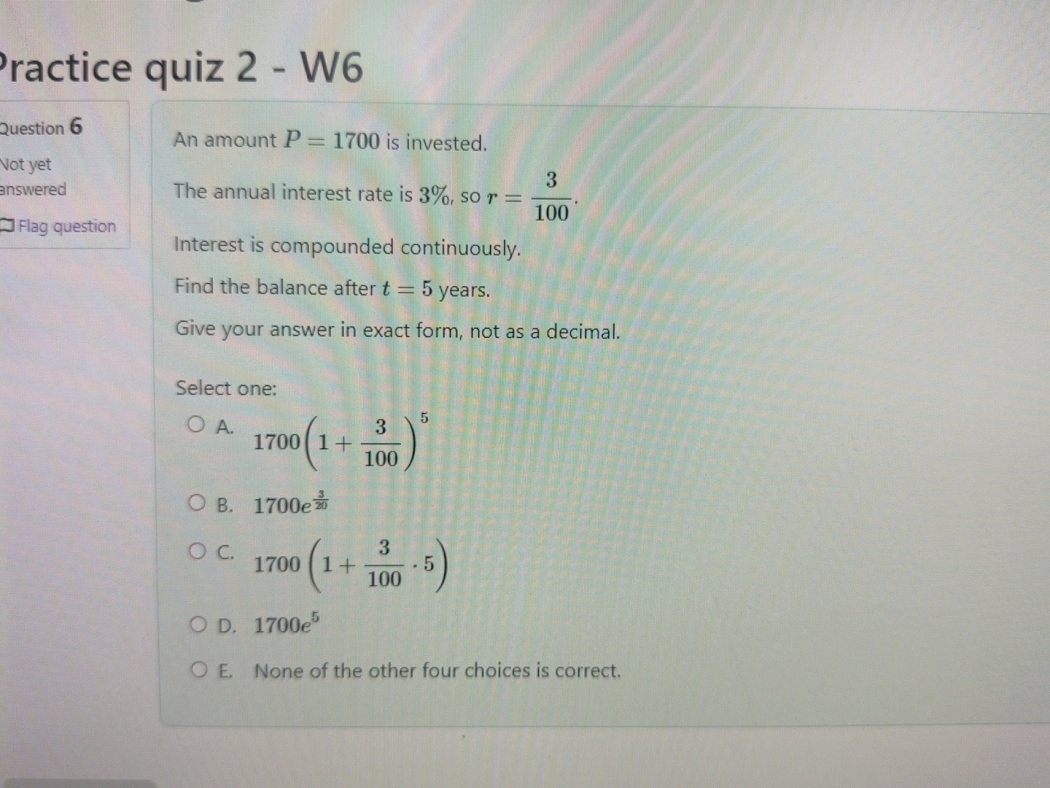 Practice quiz 2 - W6
Question 6
Not yet
answered
Flag question
An amount P = 1700 is invested.
The annual interest rate is 3%, so r = 3/100.
Interest is compounded continuously.
Find the balance after t = 5 years.
Give your answer in exact form, not as a decimal.
Select one:
A. 1700(1 + 3/100)^5
B. 1700e^(3/20)
C. 1700(1 + 3/100 · 5)
D. 1700e^5
E. None of the other four choices is correct.